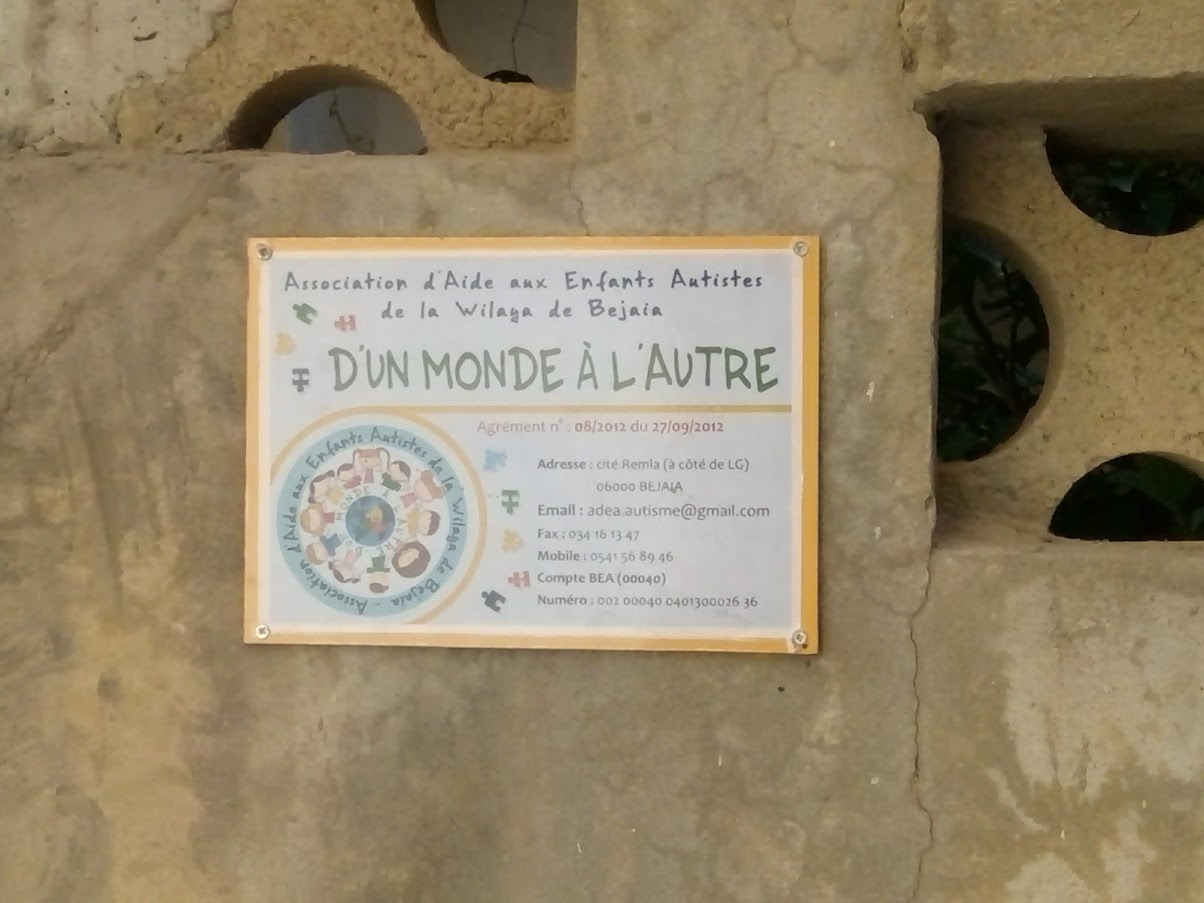 Association d'Aide aux Enfants Autistes
de la Wilaya de Bejaia
D'UN MONDE À L'AUTRE
Agrément n° : 08/2012 du 27/09/2012
Adresse : cité Remla (à côté de LG)
06000 BEJAIA
Email : adea.autisme@gmail.com
Fax : 034 16 13 47
Mobile : 0541 56 89 46
Compte BEA (00040)
Numéro : 002 00040 0401300026 36
Association d'Aide aux Enfants Autistes de la Wilaya de Bejaia -
D'UN MONDE À L'AUTRE